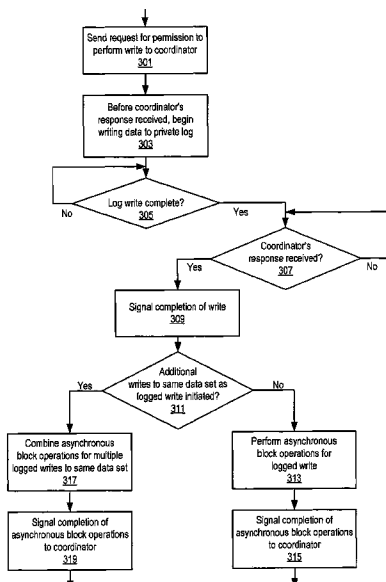 Send request for permission to
perform write to coordinator
301
Before coordinator's
response received, begin
writing data to private log
303
Log write complete?
305
No
Yes
Coordinator's
response received?
307
Yes
No
Signal completion of write
309
Additional
writes to same data set as
logged write initiated?
311
Yes
No
Combine asynchronous
block operations for multiple
logged writes to same data set
317
Perform asynchronous
block operations for
logged write
313
Signal completion of
asynchronous block operations
to coordinator
319
Signal completion of
asynchronous block operations
to coordinator
315